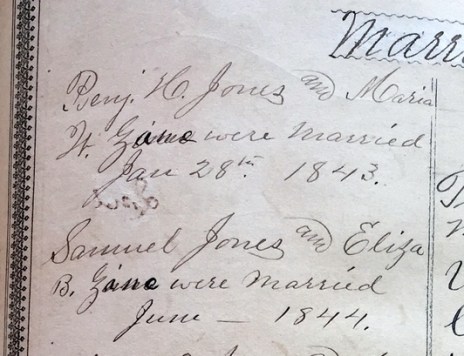 Marr
Benj. H. Jones and Maria
W. Zane were Married
Jan 28th 1843.
Samuel Jones and Eliza
B. Zane were Married
June — 1844.